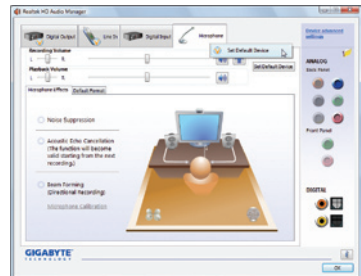 Realtek HD Audio Manager
Digital Output
Line In
Digital Input
Microphone
Device advanced
settings
Set Default Device
Recording Volume
L
R
Set Default Device
Playback Volume
L
R
ANALOG
Back Panel
Microphone Effects
Default Format
Noise Suppression
Acoustic Echo Cancellation
(The function will become
valid starting from the next
recording.)
Beam Forming
(Directional Recording)
Microphone Calibration
Front Panel
DIGITAL
GIGABYTE
TECHNOLOGY
i
OK